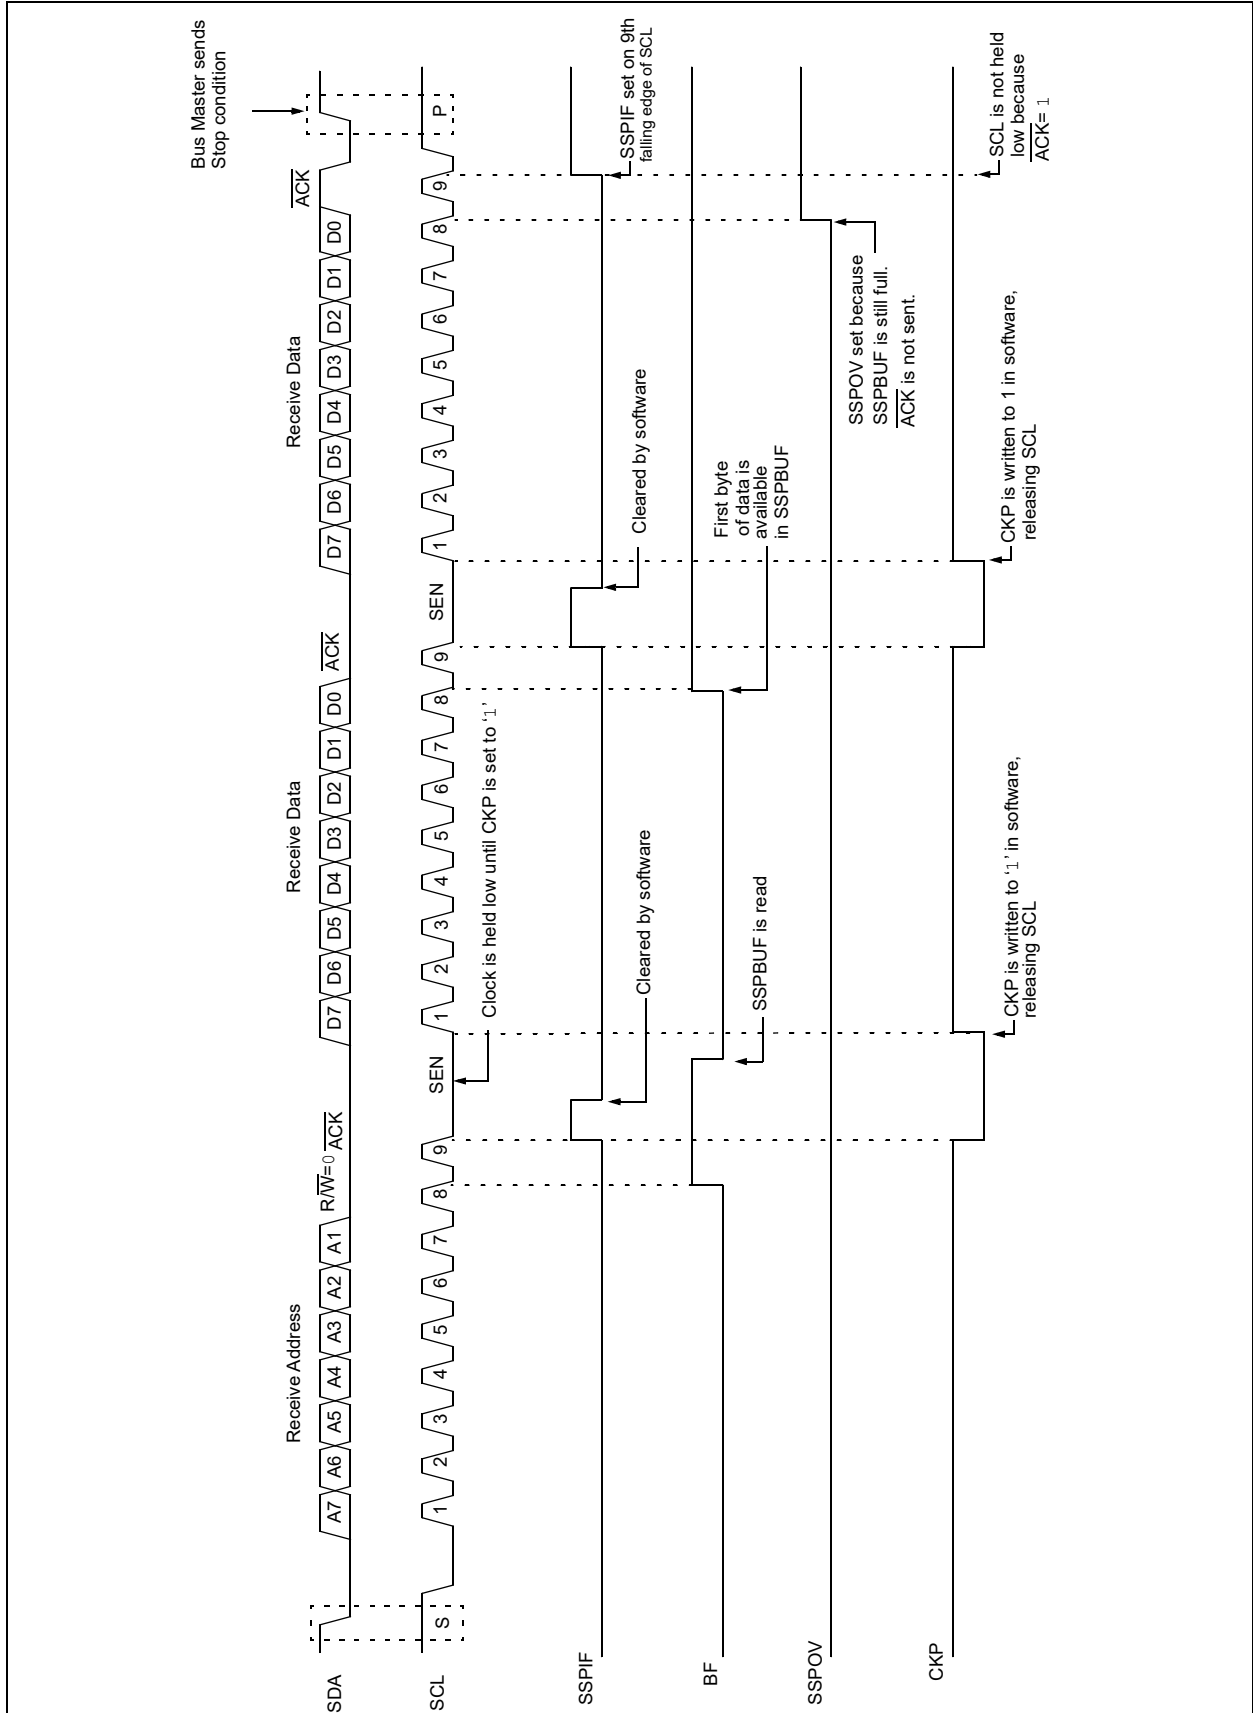 Bus Master sends
Stop condition
Receive Address
Receive Data
Receive Data
SDA
A7 A6 A5 A4 A3 A2 A1 R/W=0 ACK D7 D6 D5 D4 D3 D2 D1 D0 ACK D7 D6 D5 D4 D3 D2 D1 D0 ACK
SCL
S 1 2 3 4 5 6 7 8 9 SEN 1 2 3 4 5 6 7 8 9 SEN 1 2 3 4 5 6 7 8 9 P
Clock is held low until CKP is set to ‘1’
SSPIF
Cleared by software
Cleared by software
SSPIF set on 9th
falling edge of SCL
BF
SSPBUF is read
First byte
of data is
available
in SSPBUF
SSPOV
SSPOV set because
SSPBUF is still full.
ACK is not sent.
CKP
CKP is written to ‘1’ in software,
releasing SCL
CKP is written to 1 in software,
releasing SCL
SCL is not held
low because
ACK= 1